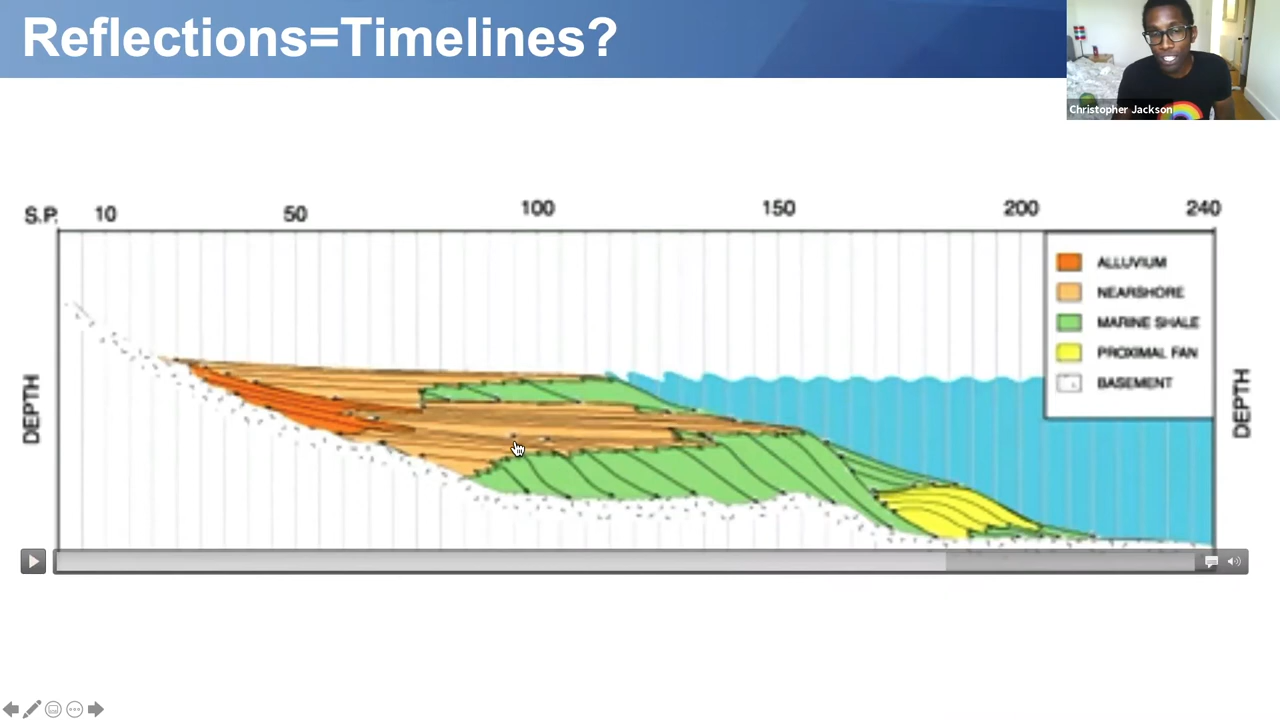 Reflections=Timelines?
Christopher Jackson
S.P. 10 50 100 150 200 240
ALLUVIUM
NEARSHORE
MARINE SHALE
PROXIMAL FAN
BASEMENT
DEPTH
DEPTH